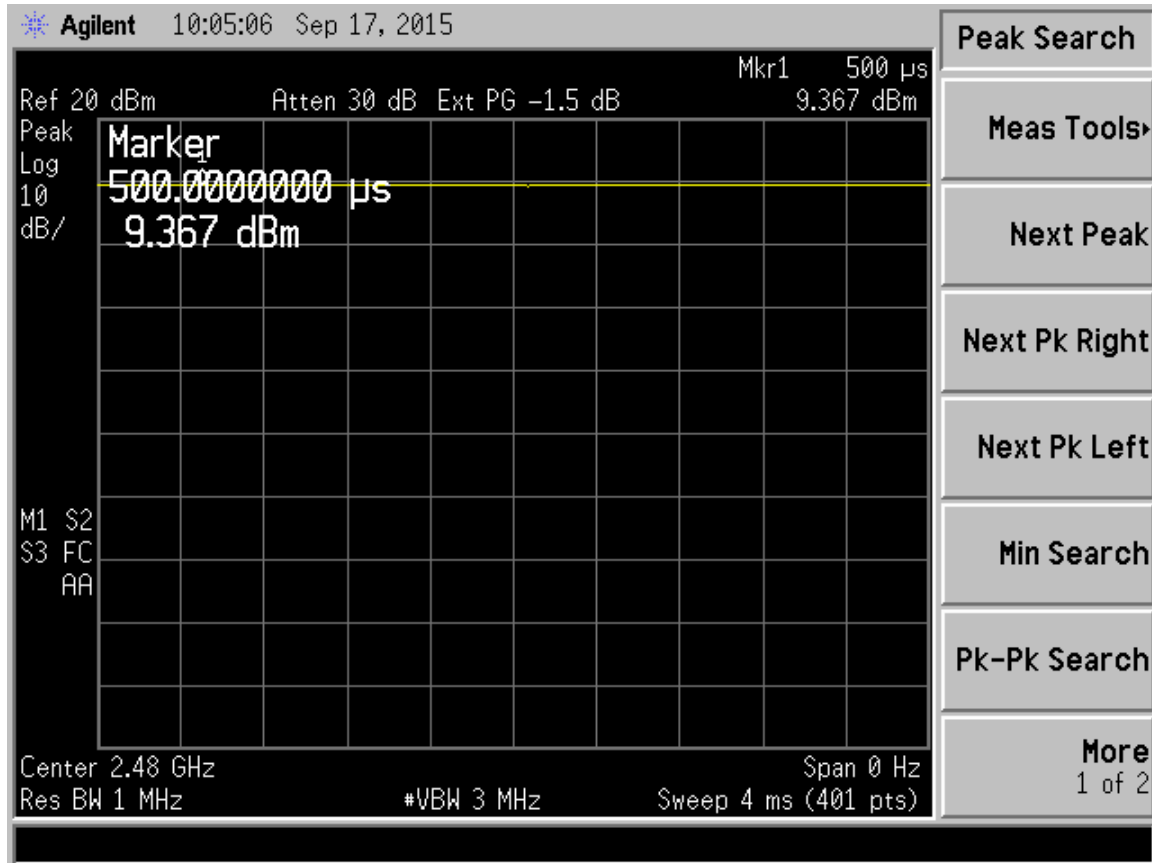 Agilent 10:05:06 Sep 17, 2015
Mkr1 500 µs
Ref 20 dBm Atten 30 dB Ext PG -1.5 dB 9.367 dBm
Peak
Log
10
dB/
Marker
500.0000000 µs
9.367 dBm
1
M1 S2
S3 FC
AA
Center 2.48 GHz Span 0 Hz
Res BW 1 MHz #VBW 3 MHz Sweep 4 ms (401 pts)
Peak Search
Meas Tools▸
Next Peak
Next Pk Right
Next Pk Left
Min Search
Pk-Pk Search
More
1 of 2